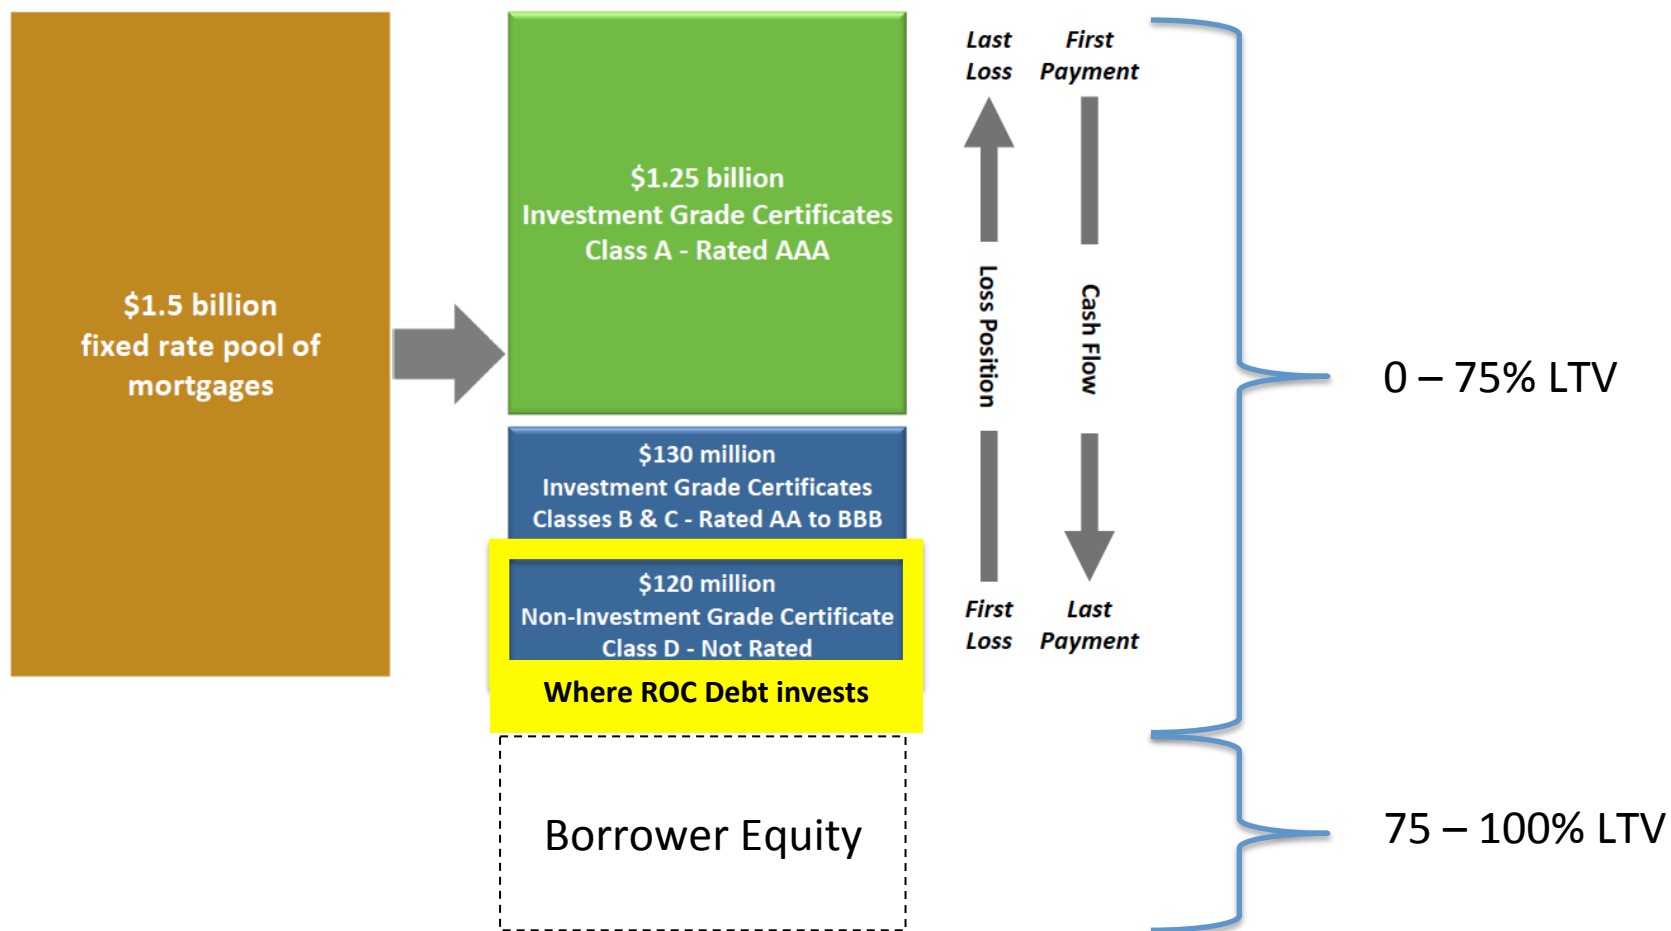 $1.5 billion
fixed rate pool of
mortgages
$1.25 billion
Investment Grade Certificates
Class A - Rated AAA
$130 million
Investment Grade Certificates
Classes B & C - Rated AA to BBB
$120 million
Non-Investment Grade Certificate
Class D - Not Rated
Where ROC Debt invests
Borrower Equity
Last
Loss
First
Payment
Loss Position
Cash Flow
First
Loss
Last
Payment
0 – 75% LTV
75 – 100% LTV